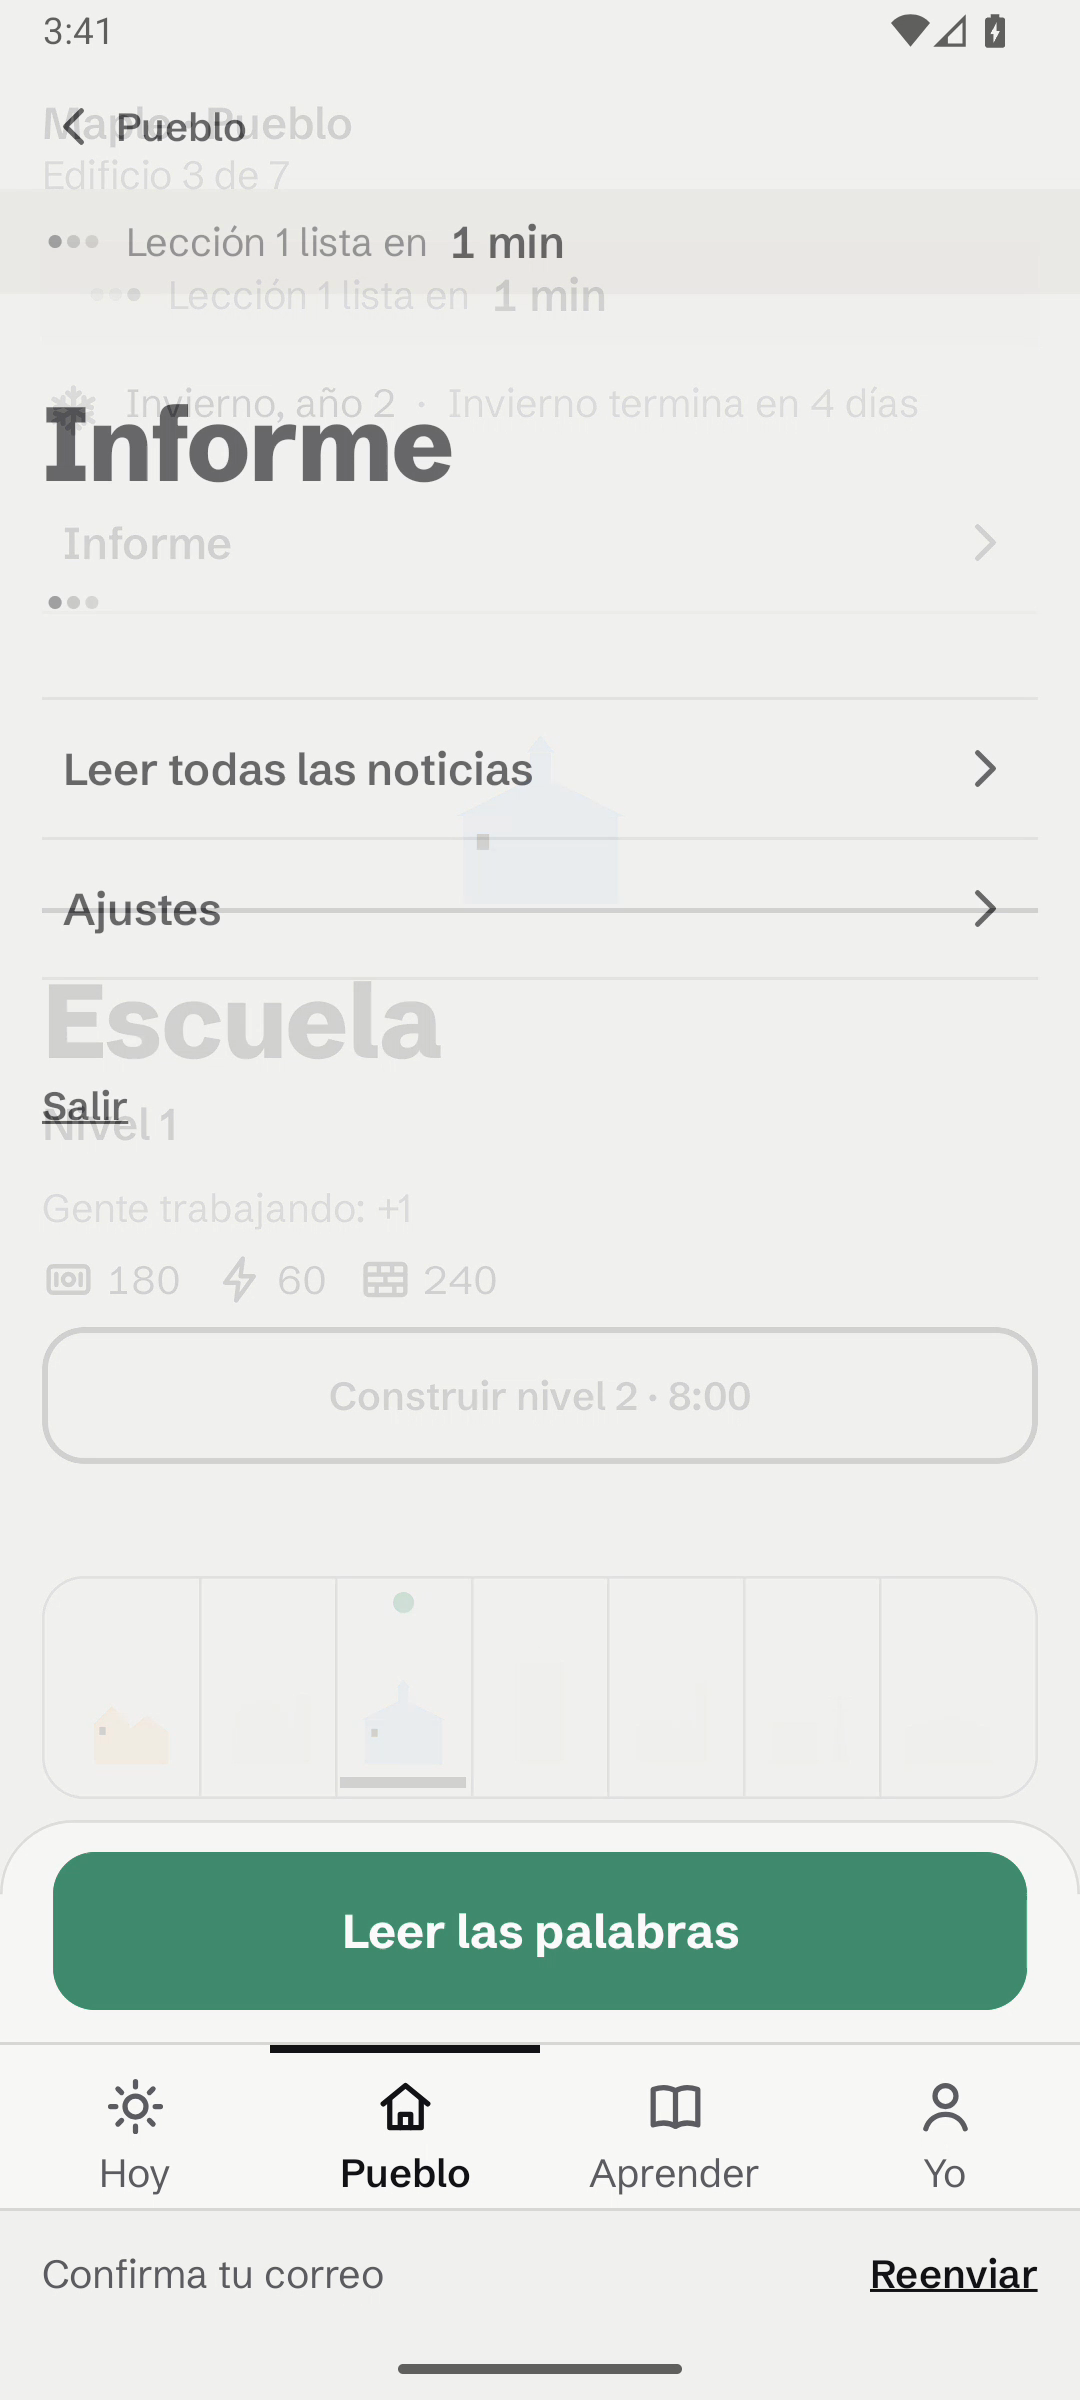 3:41
Maple · Pueblo
Pueblo
Edificio 3 de 7
Lección 1 lista en 1 min
Lección 1 lista en 1 min
Invierno, año 2 · Invierno termina en 4 días
Informe
Informe
Leer todas las noticias
Ajustes
Escuela
Salir
Nivel 1
Gente trabajando: +1
180 60 240
Construir nivel 2 · 8:00
Leer las palabras
Hoy Pueblo Aprender Yo
Confirma tu correo Reenviar